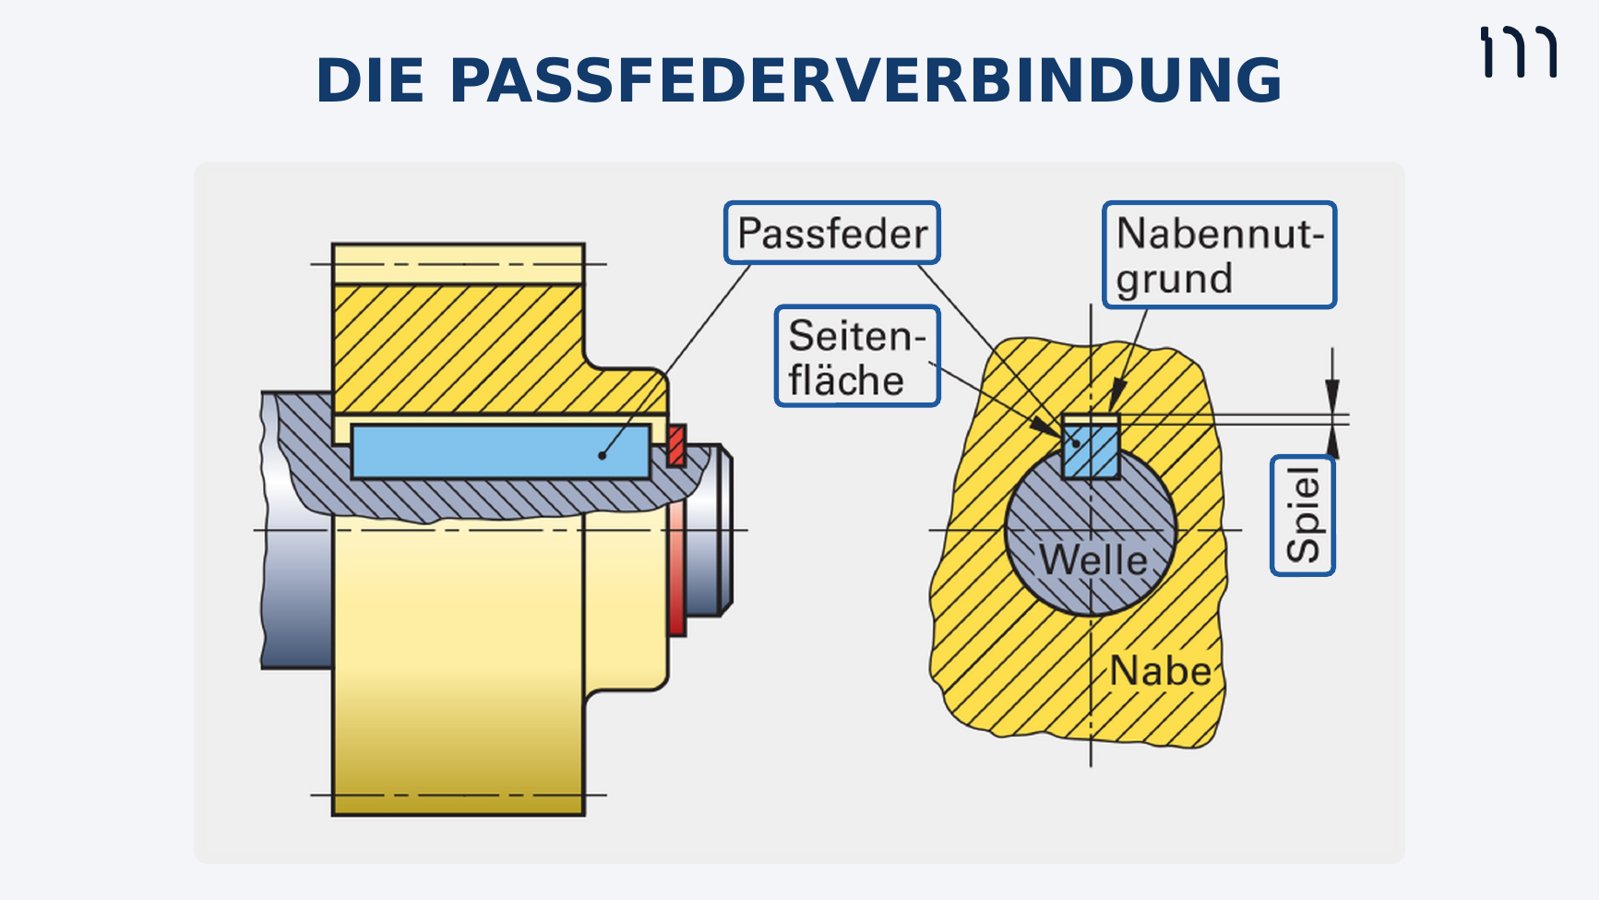 DIE PASSFEDERVERBINDUNG
Passfeder
Nabennut-
grund
Seiten-
fläche
Spiel
Welle
Nabe